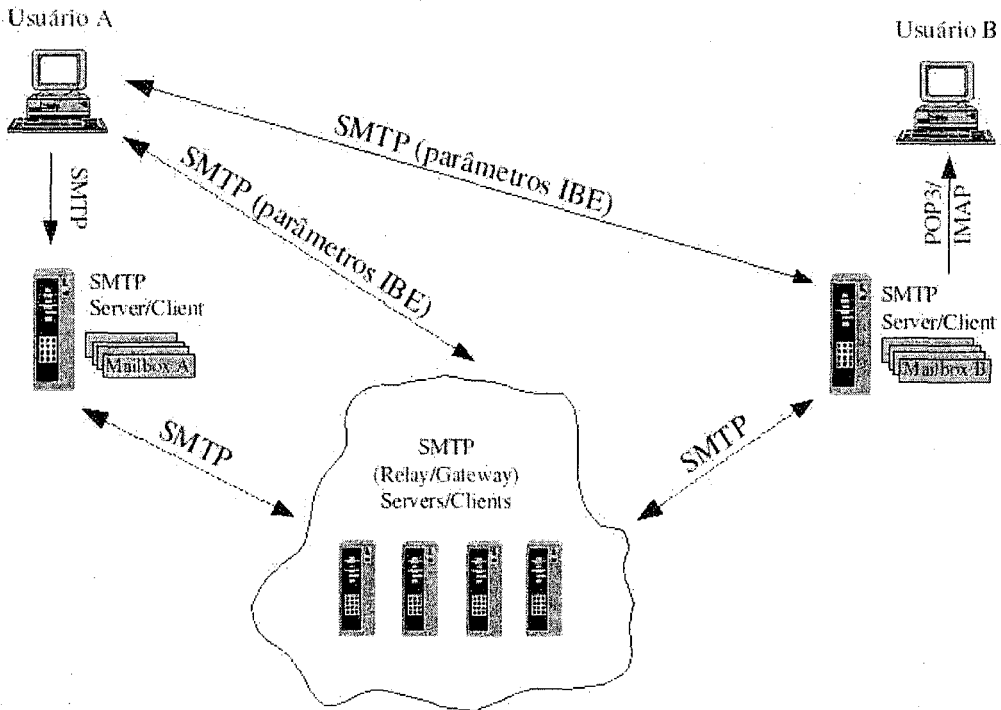 Usuário A
Usuário B
SMTP (parâmetros IBE)
SMTP (parâmetros IBE)
SMTP
POP3/
IMAP
SMTP
Server/Client
Mailbox A
SMTP
Server/Client
Mailbox B
SMTP
SMTP
SMTP
(Relay/Gateway)
Servers/Clients